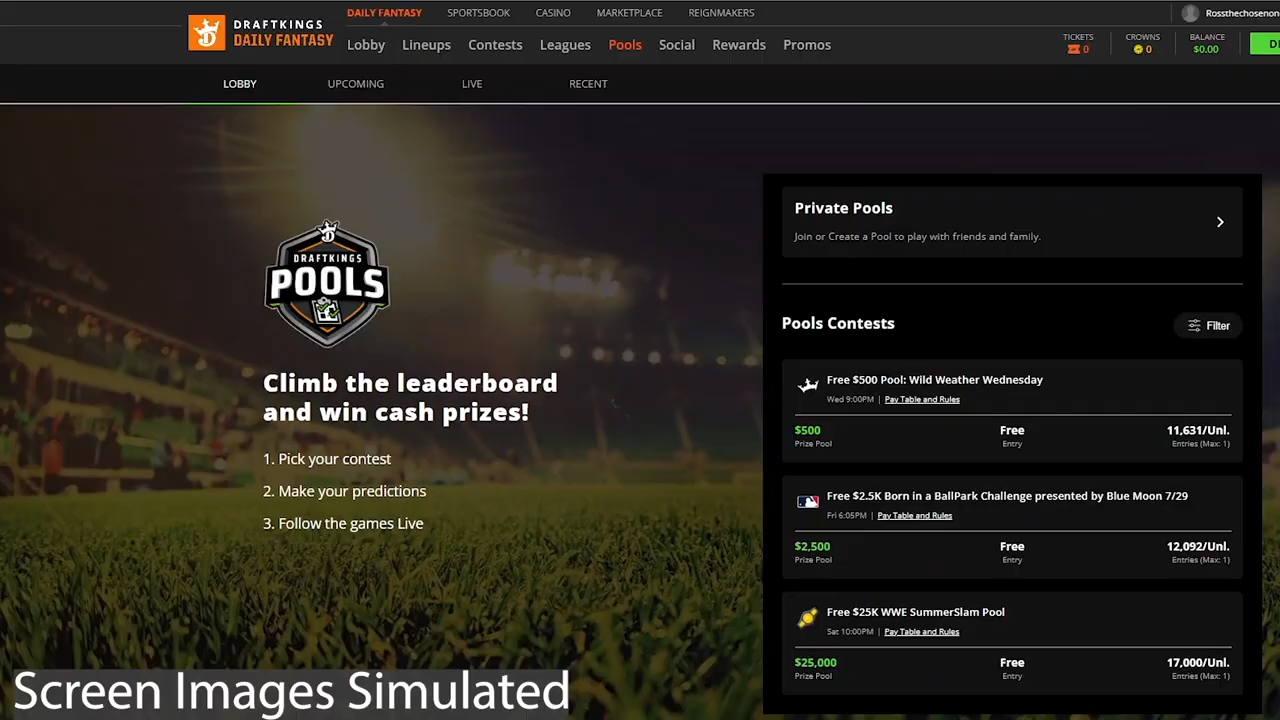 DRAFTKINGS
DAILY FANTASY
DAILY FANTASY SPORTSBOOK CASINO MARKETPLACE REIGNMAKERS
Rossthechosenon
Lobby Lineups Contests Leagues Pools Social Rewards Promos
TICKETS
0
CROWNS
0
BALANCE
$0.00
LOBBY UPCOMING LIVE RECENT
DRAFTKINGS
POOLS
Climb the leaderboard
and win cash prizes!
1. Pick your contest
2. Make your predictions
3. Follow the games Live
Private Pools
Join or Create a Pool to play with friends and family.
Pools Contests
Filter
Free $500 Pool: Wild Weather Wednesday
Wed 9:00PM | Pay Table and Rules
$500 Free 11,631/Unl.
Prize Pool Entry Entries (Max: 1)
Free $2.5K Born in a BallPark Challenge presented by Blue Moon 7/29
Fri 6:05PM | Pay Table and Rules
$2,500 Free 12,092/Unl.
Prize Pool Entry Entries (Max: 1)
Free $25K WWE SummerSlam Pool
Sat 10:00PM | Pay Table and Rules
$25,000 Free 17,000/Unl.
Prize Pool Entry Entries (Max: 1)
Screen Images Simulated